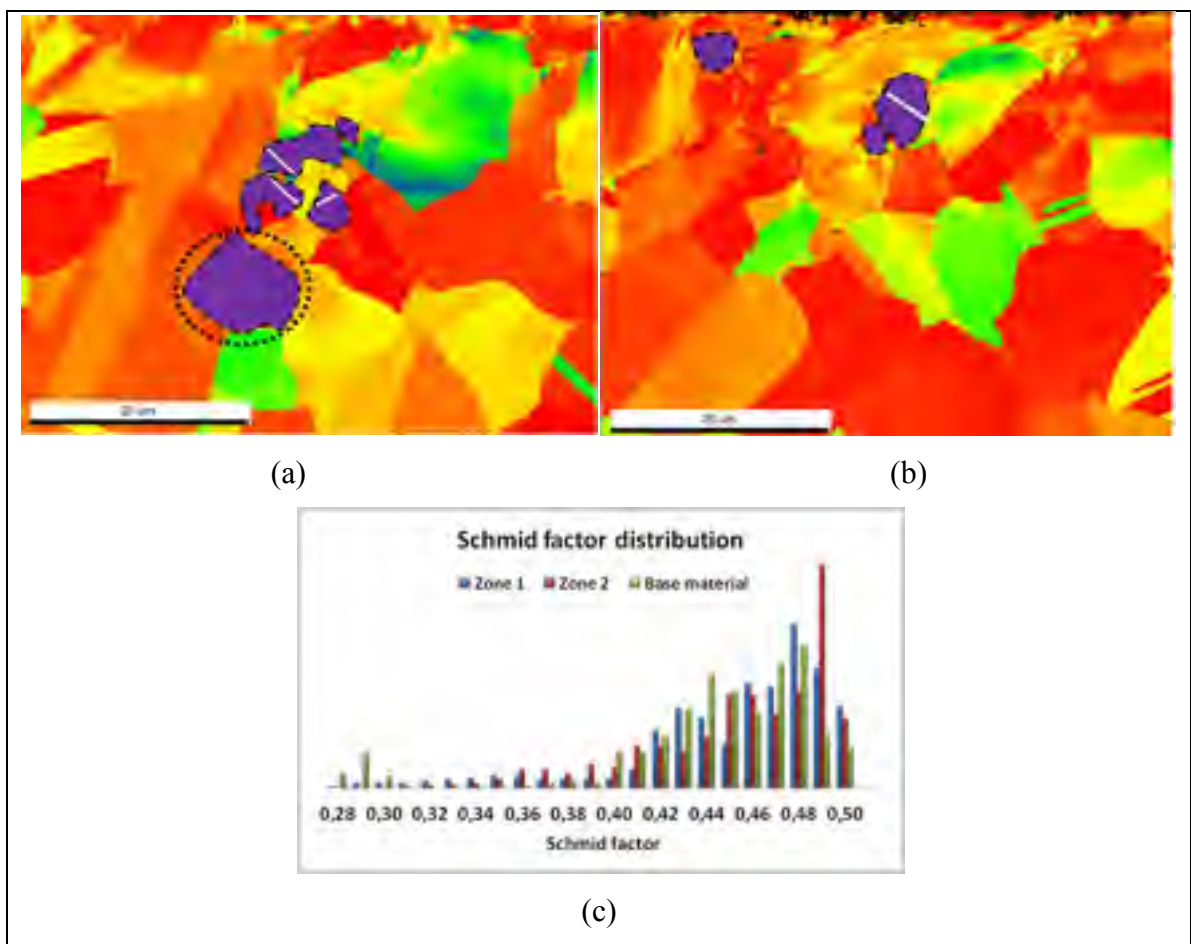 (a)
(b)
Schmid factor distribution
Zone 1 Zone 2 Base material
0,28 0,30 0,32 0,34 0,36 0,38 0,40 0,42 0,44 0,46 0,48 0,50
Schmid factor
(c)